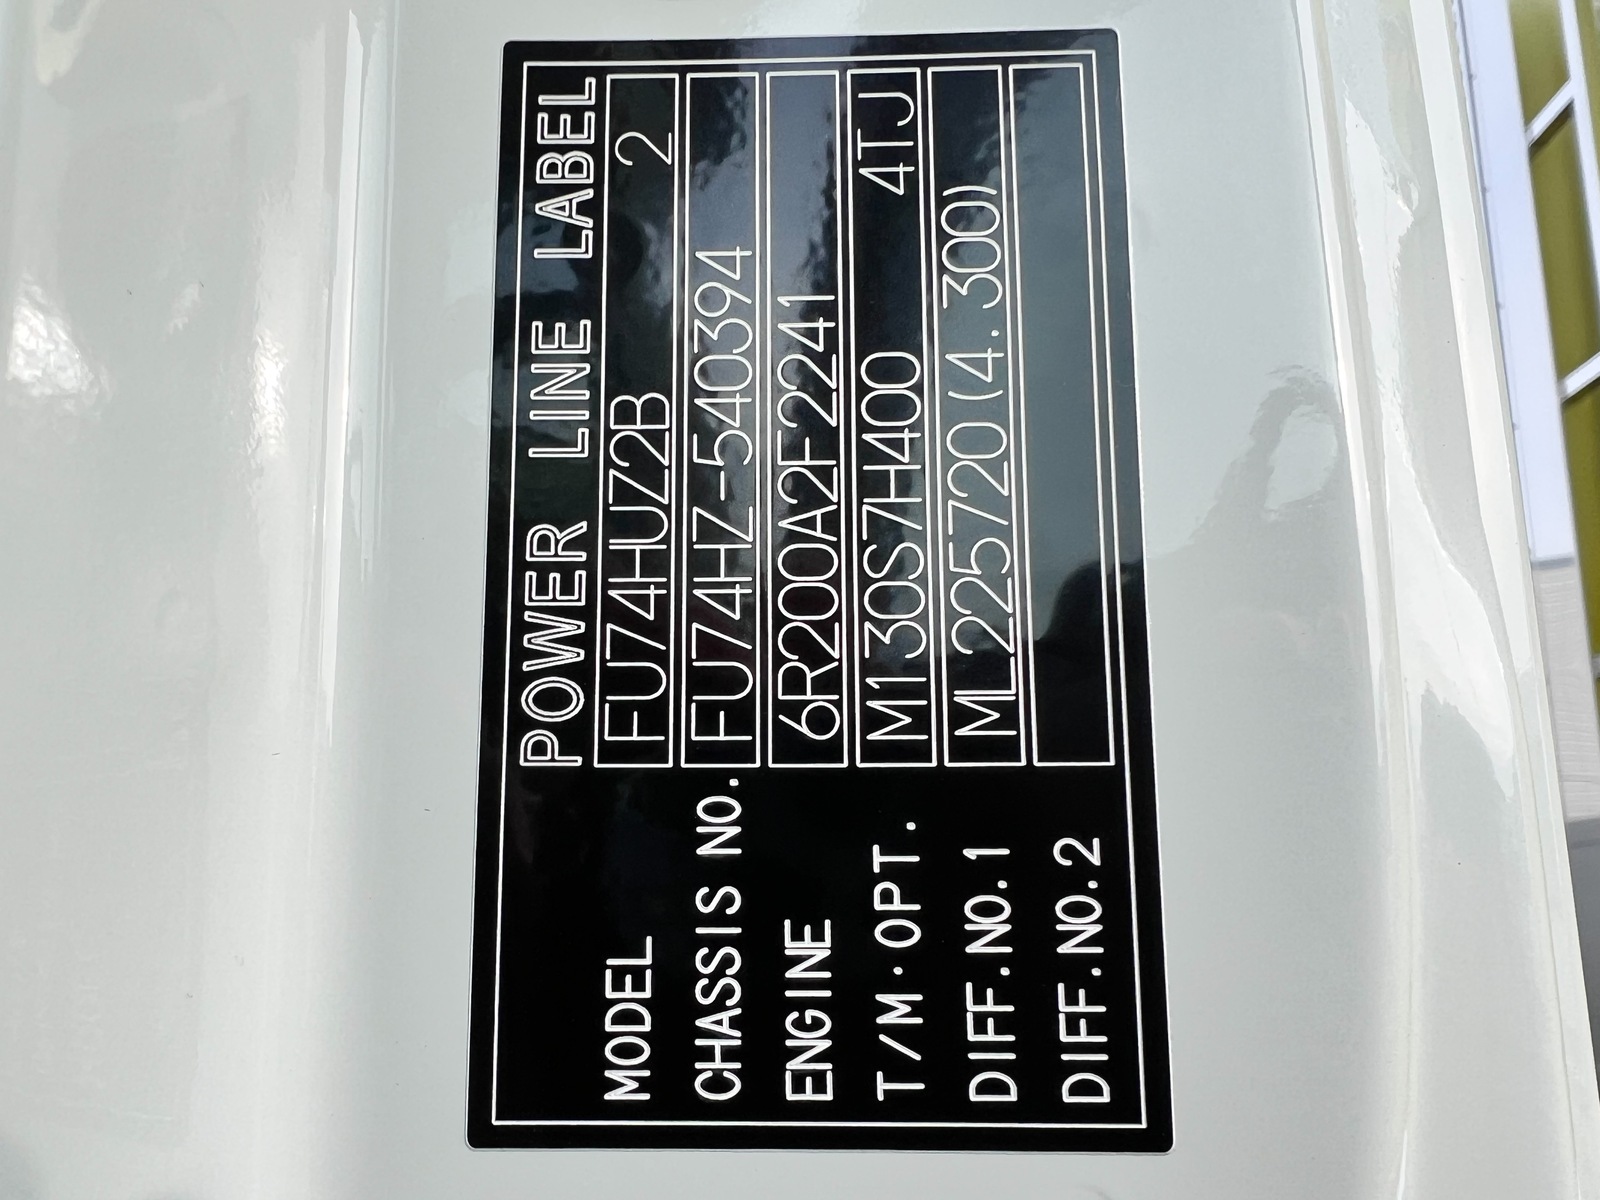 POWER LINE LABEL
MODEL FU74HUZ2B 2
CHASSIS NO. FU74HZ-540394
ENGINE 6R200A2F2241
T/M·OPT. M130S7H400 4TJ
DIFF.NO.1 ML225720(4.300)
DIFF.NO.2